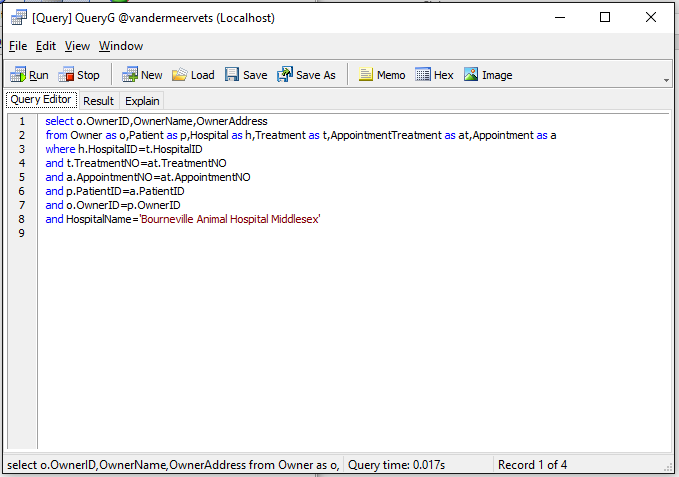 [Query] QueryG @vandermeervets (Localhost)
File Edit View Window
Run Stop New Load Save Save As Memo Hex Image
Query Editor Result Explain
1 select o.OwnerID,OwnerName,OwnerAddress
2 from Owner as o,Patient as p,Hospital as h,Treatment as t,AppointmentTreatment as at,Appointment as a
3 where h.HospitalID=t.HospitalID
4 and t.TreatmentNO=at.TreatmentNO
5 and a.AppointmentNO=at.AppointmentNO
6 and p.PatientID=a.PatientID
7 and o.OwnerID=p.OwnerID
8 and HospitalName='Bourneville Animal Hospital Middlesex'
9
select o.OwnerID,OwnerName,OwnerAddress from Owner as o, Query time: 0.017s Record 1 of 4